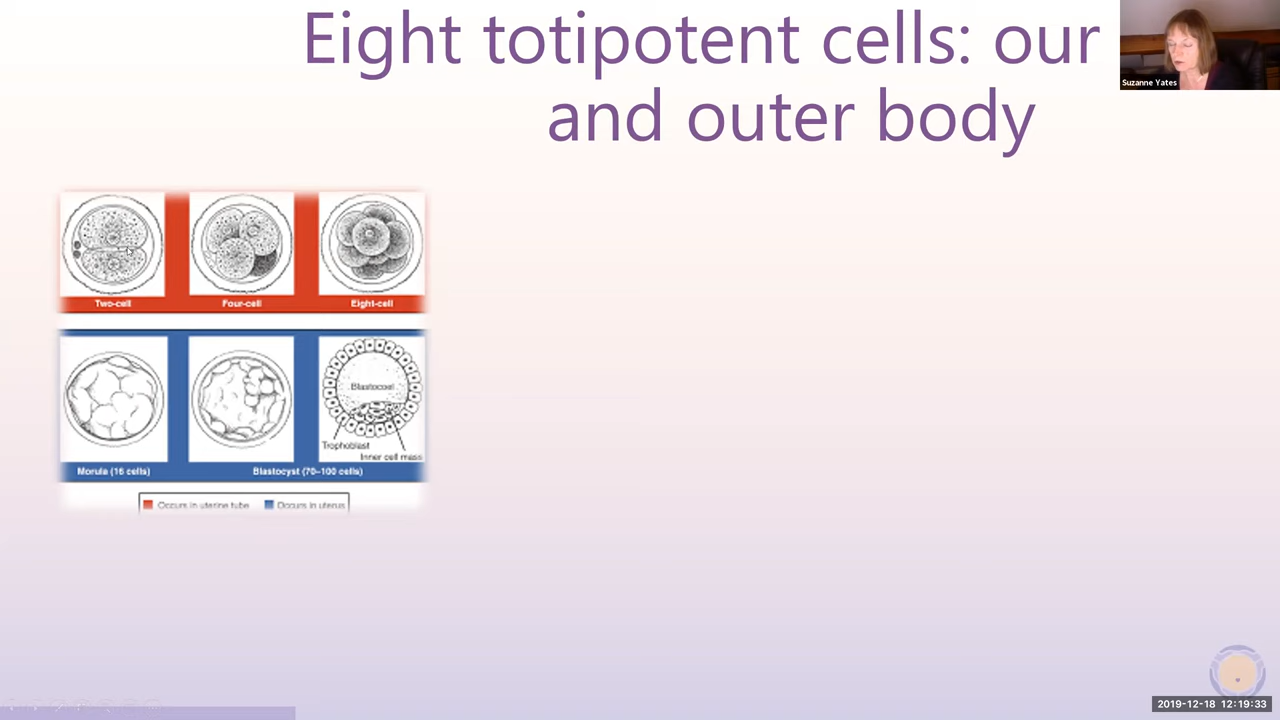 Eight totipotent cells: our
and outer body
Suzanne Yates
Two-cell
Four-cell
Eight-cell
Blastocoel
Trophoblast
Inner cell mass
Morula (16 cells)
Blastocyst (70–100 cells)
Occurs in uterine tube
Occurs in uterus
2019-12-18 12:19:33